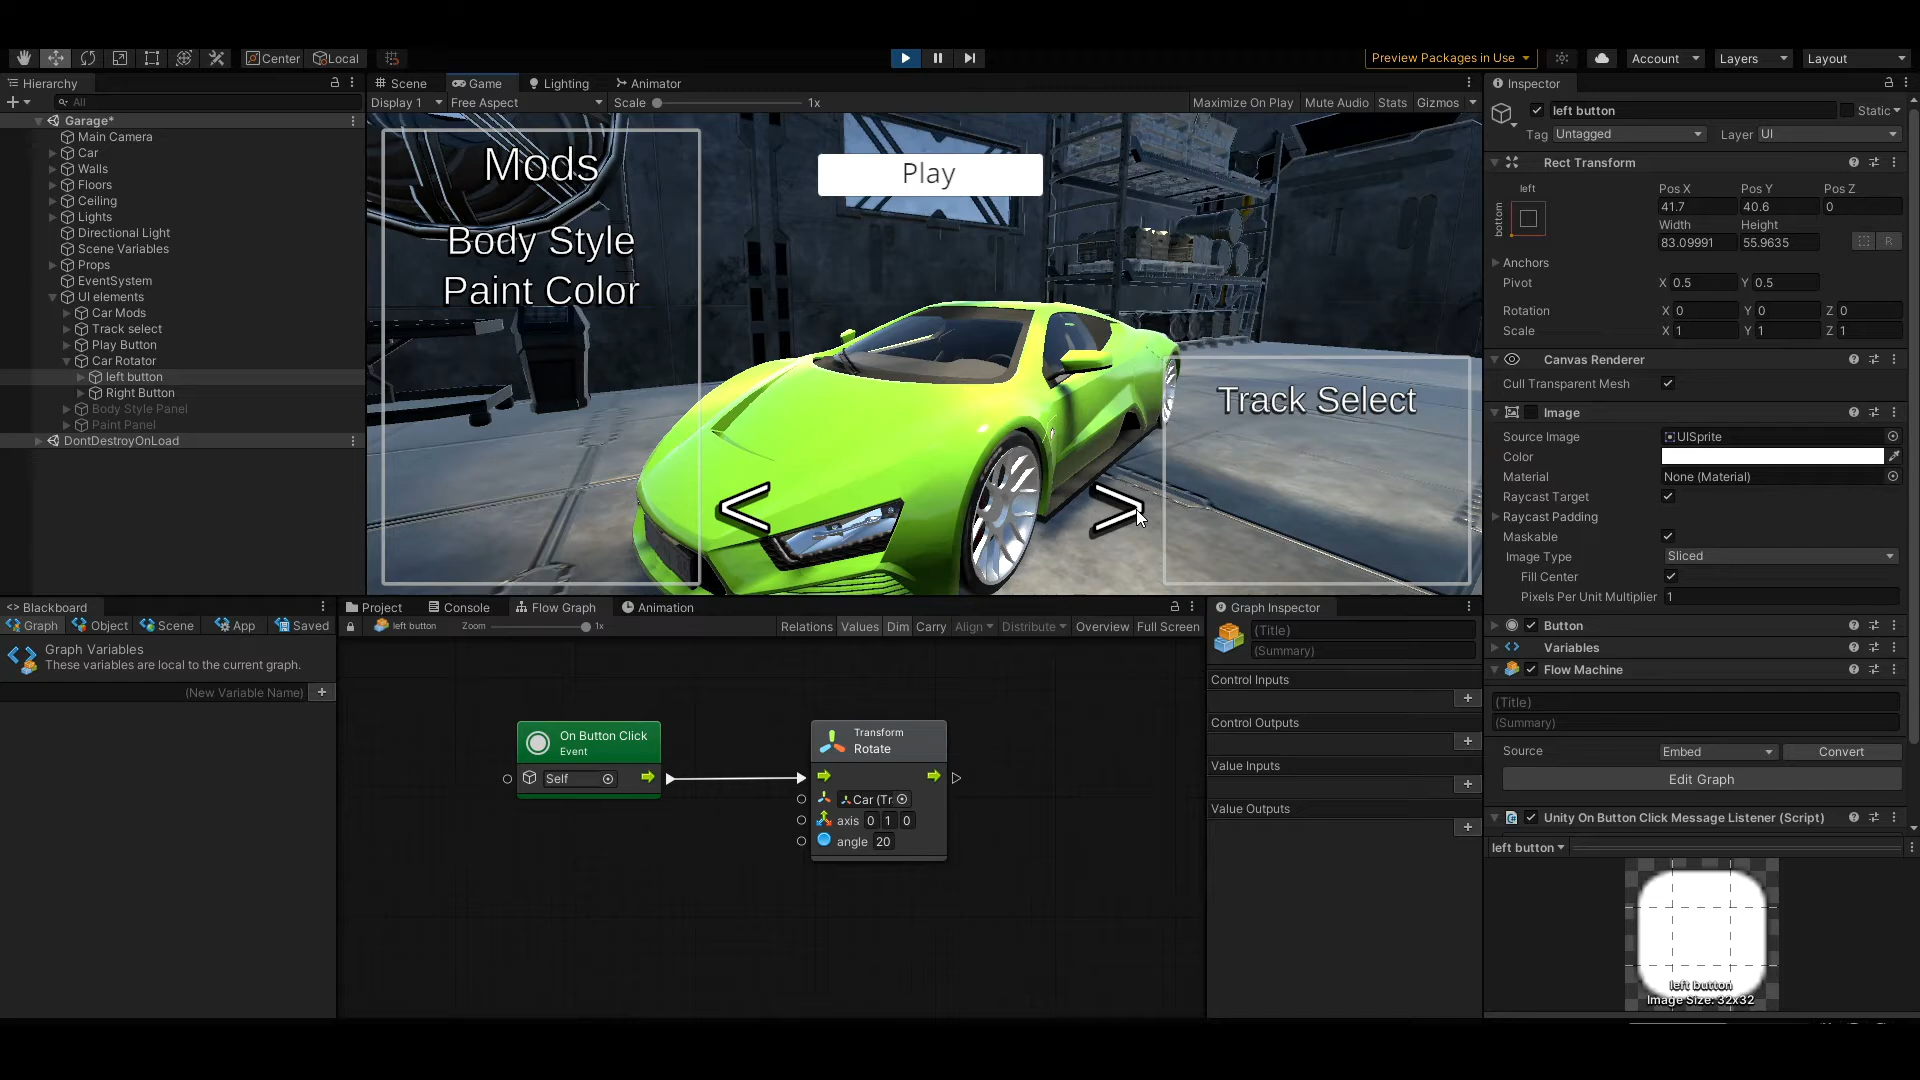 Center
Local
Preview Packages in Use
Account
Layers
Layout
Hierarchy
Scene
Game
Lighting
Animator
Inspector
All
Display 1
Free Aspect
Scale
1x
Maximize On Play
Mute Audio
Stats
Gizmos
Garage*
Main Camera
Car
Walls
Floors
Ceiling
Lights
Directional Light
Scene Variables
Props
EventSystem
UI elements
Car Mods
Track select
Play Button
Car Rotator
left button
Right Button
Body Style Panel
Paint Panel
DontDestroyOnLoad
Mods
Body Style
Paint Color
Play
Track Select
<
>
left button
Static
Tag Untagged
Layer UI
Rect Transform
left
bottom
Pos X Pos Y Pos Z
41.7 40.6 0
Width Height
83.09991 55.9635
R
Anchors
Pivot X 0.5 Y 0.5
Rotation X 0 Y 0 Z 0
Scale X 1 Y 1 Z 1
Canvas Renderer
Cull Transparent Mesh
Image
Source Image UISprite
Color
Material None (Material)
Raycast Target
Raycast Padding
Maskable
Image Type Sliced
Fill Center
Pixels Per Unit Multiplier 1
Button
Variables
Flow Machine
(Title)
(Summary)
Source Embed Convert
Edit Graph
Unity On Button Click Message Listener (Script)
left button
left button
Image Size: 32x32
Blackboard
Graph Object Scene App Saved
Graph Variables
These variables are local to the current graph.
(New Variable Name)
Project
Console
Flow Graph
Animation
left button
Zoom
1x
Relations
Values
Dim
Carry
Align
Distribute
Overview
Full Screen
On Button Click
Event
Self
Transform
Rotate
Car (Tr
axis 0 1 0
angle 20
Graph Inspector
(Title)
(Summary)
Control Inputs
Control Outputs
Value Inputs
Value Outputs